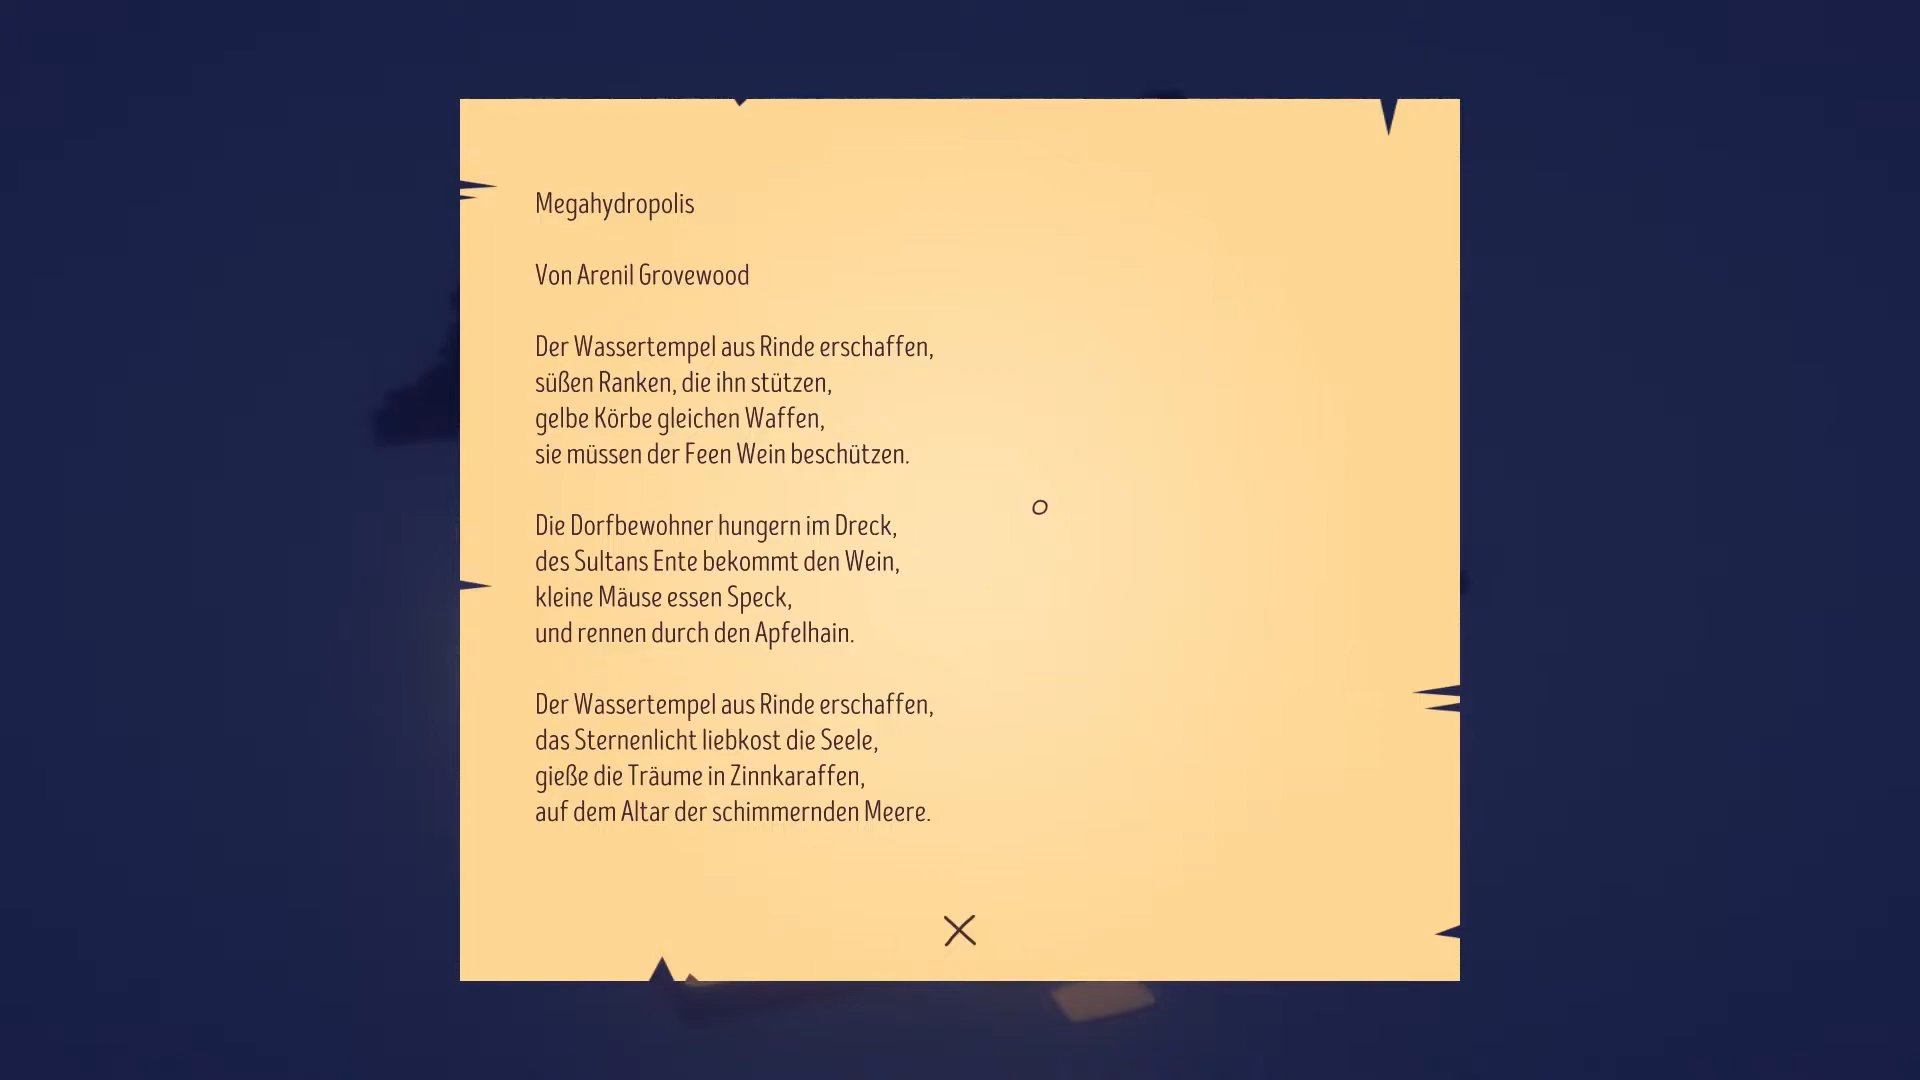 Megahydropolis
Von Arenil Grovewood
Der Wassertempel aus Rinde erschaffen,
süßen Ranken, die ihn stützen,
gelbe Körbe gleichen Waffen,
sie müssen der Feen Wein beschützen.
Die Dorfbewohner hungern im Dreck,
des Sultans Ente bekommt den Wein,
kleine Mäuse essen Speck,
und rennen durch den Apfelhain.
Der Wassertempel aus Rinde erschaffen,
das Sternenlicht liebkost die Seele,
gieße die Träume in Zinnkaraffen,
auf dem Altar der schimmernden Meere.